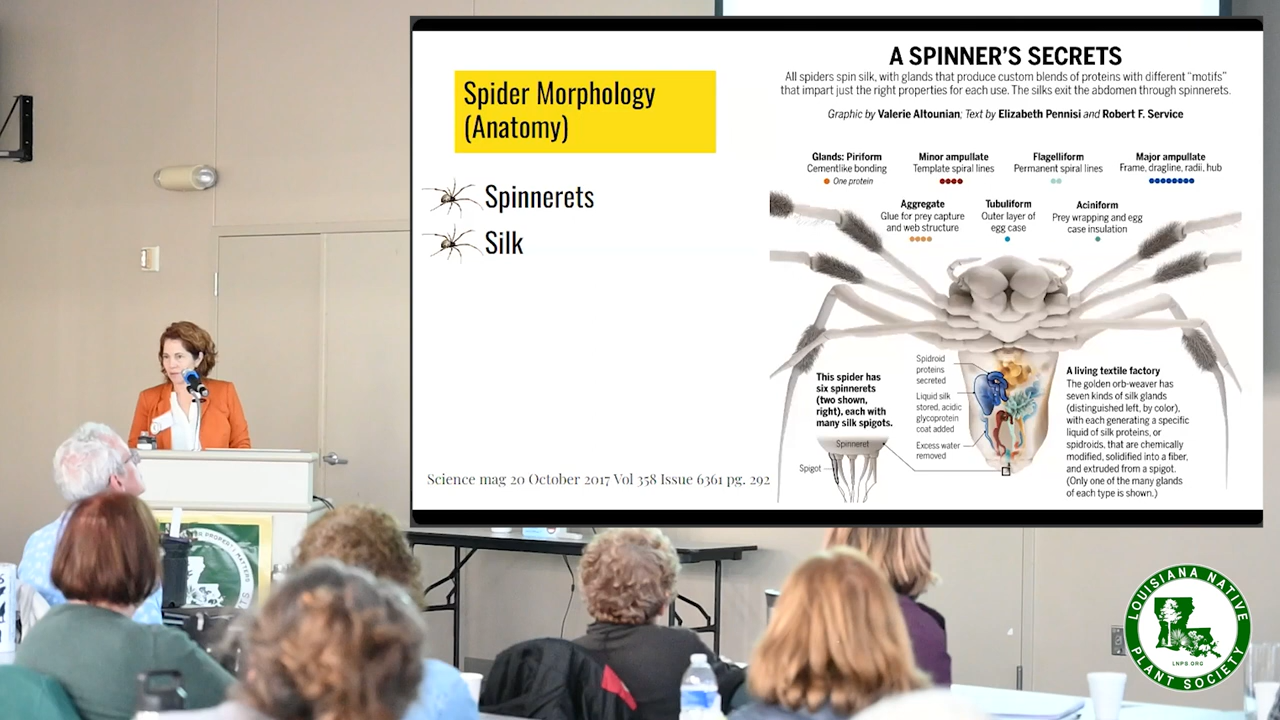 Spider Morphology
(Anatomy)
Spinnerets
Silk
Science mag 20 October 2017 Vol 358 Issue 6361 pg. 292
A SPINNER'S SECRETS
All spiders spin silk, with glands that produce custom blends of proteins with different "motifs"
that impart just the right properties for each use. The silks exit the abdomen through spinnerets.
Graphic by Valerie Altounian; Text by Elizabeth Pennisi and Robert F. Service
Glands: Piriform
Cementlike bonding
One protein
Minor ampullate
Template spiral lines
Flagelliform
Permanent spiral lines
Major ampullate
Frame, dragline, radii, hub
Aggregate
Glue for prey capture
and web structure
Tubuliform
Outer layer of
egg case
Aciniform
Prey wrapping and egg
case insulation
This spider has
six spinnerets
(two shown,
right), each with
many silk spigots.
Spinneret
Spigot
Spidroid
proteins
secreted
Liquid silk
stored, acidic
glycoprotein
coat added
Excess water
removed
A living textile factory
The golden orb-weaver has
seven kinds of silk glands
(distinguished left, by color),
with each generating a specific
liquid of silk proteins, or
spidroids, that are chemically
modified, solidified into a fiber,
and extruded from a spigot.
(Only one of the many glands
of each type is shown.)
LOUISIANA NATIVE
PLANT SOCIETY
LNPS.ORG